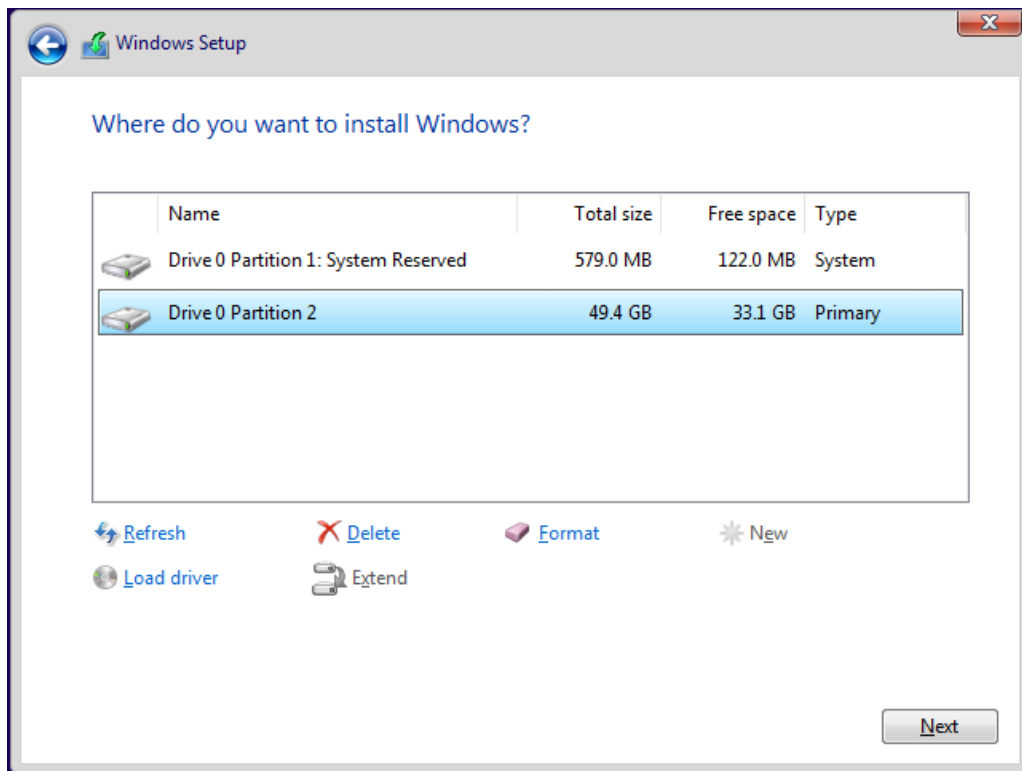 Windows Setup
Where do you want to install Windows?
Name Total size Free space Type
Drive 0 Partition 1: System Reserved 579.0 MB 122.0 MB System
Drive 0 Partition 2 49.4 GB 33.1 GB Primary
Refresh Delete Format New
Load driver Extend
Next